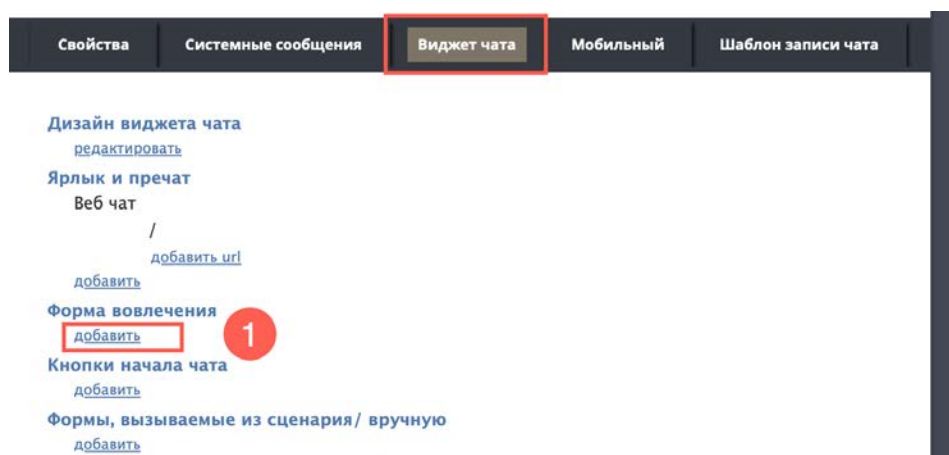 Свойства Системные сообщения Виджет чата Мобильный Шаблон записи чата
Дизайн виджета чата
редактировать
Ярлык и пречат
Веб чат
/
добавить url
добавить
Форма вовлечения
добавить 1
Кнопки начала чата
добавить
Формы, вызываемые из сценария/ вручную
добавить